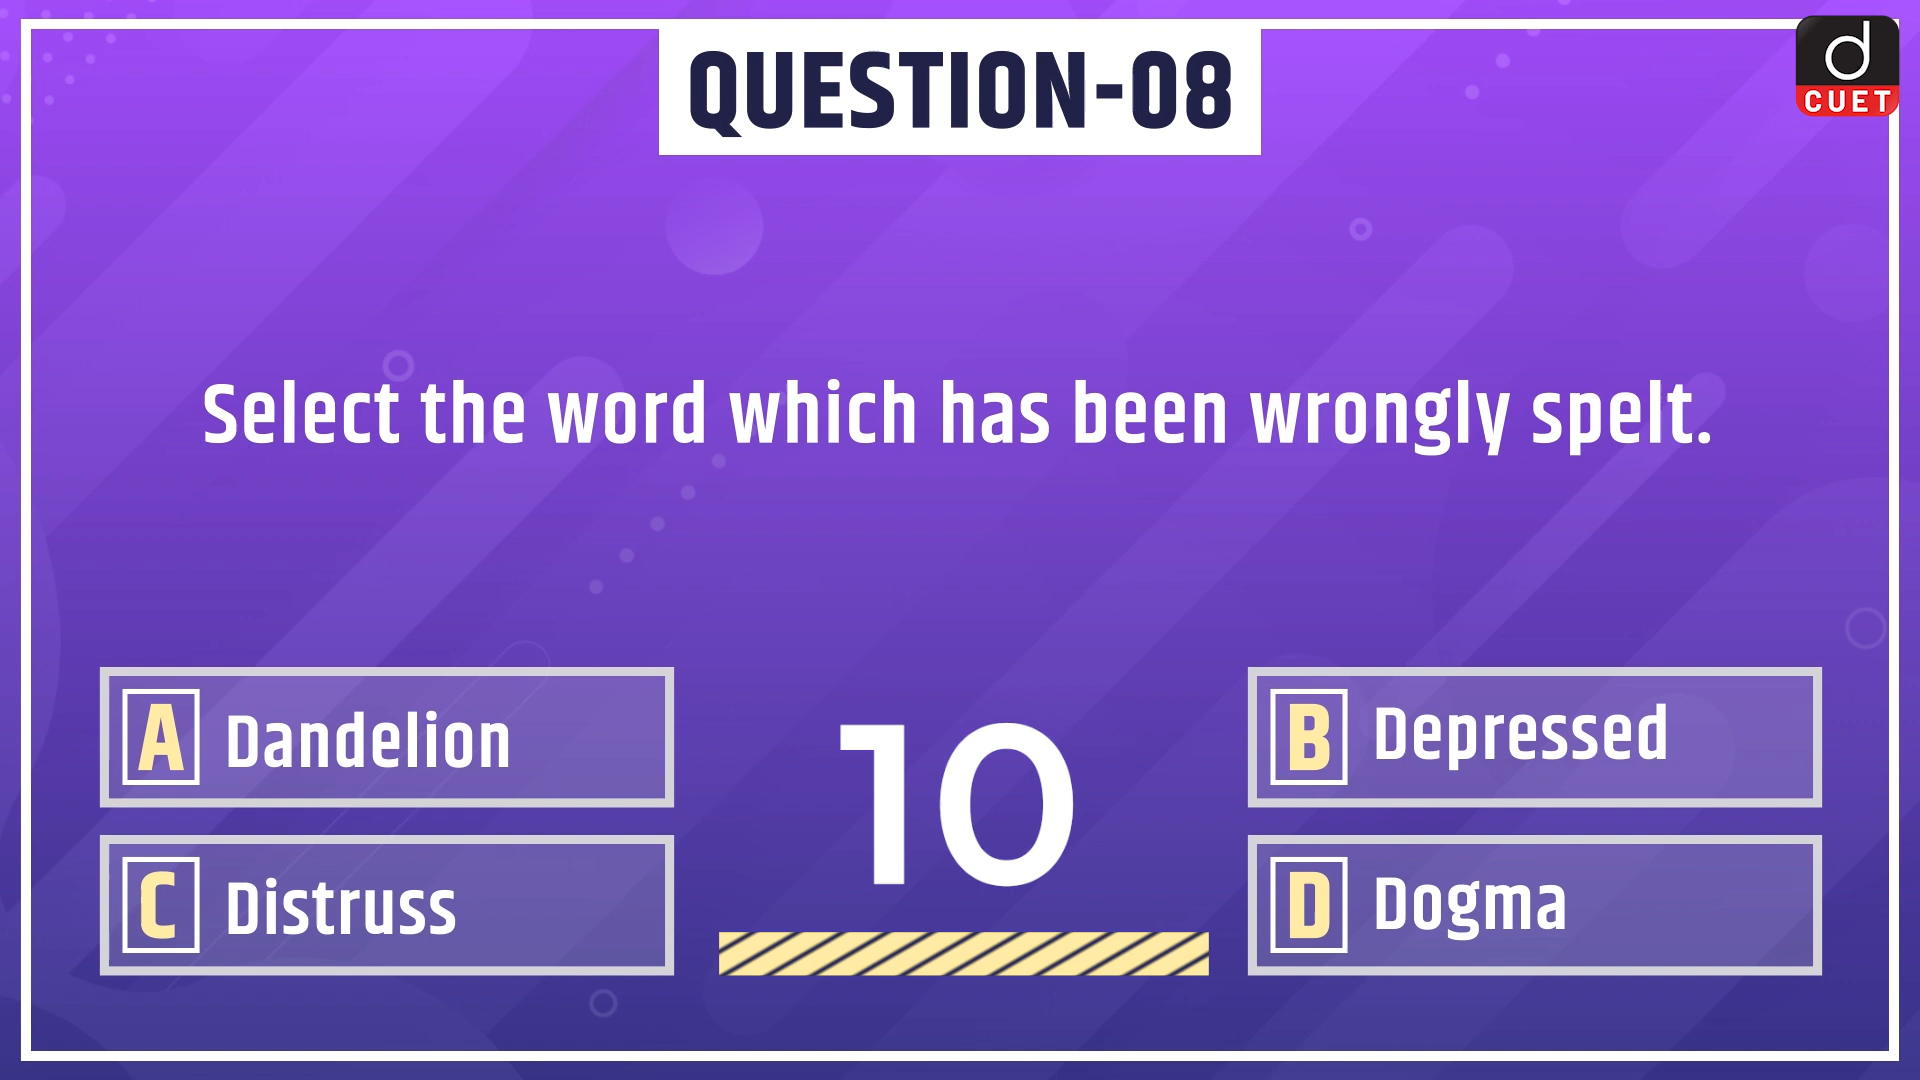 QUESTION-08
d
CUET
Select the word which has been wrongly spelt.
A Dandelion
B Depressed
10
C Distruss
D Dogma